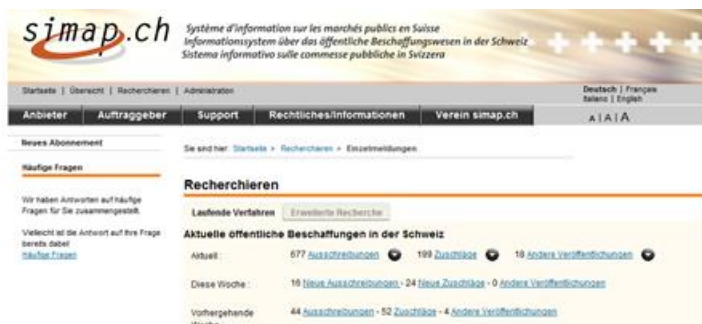 simap.ch
Système d'information sur les marchés publics en Suisse
Informationssystem über das öffentliche Beschaffungswesen in der Schweiz
Sistema informativo sulle commesse pubbliche in Svizzera
Startseite | Übersicht | Recherchieren | Administration
Deutsch | Français
Italiano | English
Anbieter Auftraggeber Support Rechtliches/Informationen Verein simap.ch A | A | A
Neues Abonnement
Häufige Fragen
Wir haben Antworten auf häufige
Fragen für Sie zusammengestellt.
Vielleicht ist die Antwort auf Ihre Frage
bereits dabei!
Häufige Fragen
Sie sind hier: Startseite > Recherchieren > Einzelmeldungen
Recherchieren
Laufende Verfahren Erweiterte Recherche
Aktuelle öffentliche Beschaffungen in der Schweiz
Aktuell : 677 Ausschreibungen 199 Zuschläge 18 Andere Veröffentlichungen
Diese Woche : 16 Neue Ausschreibungen - 24 Neue Zuschläge - 0 Andere Veröffentlichungen
Vorhergehende 44 Ausschreibungen - 52 Zuschläge - 4 Andere Veröffentlichungen